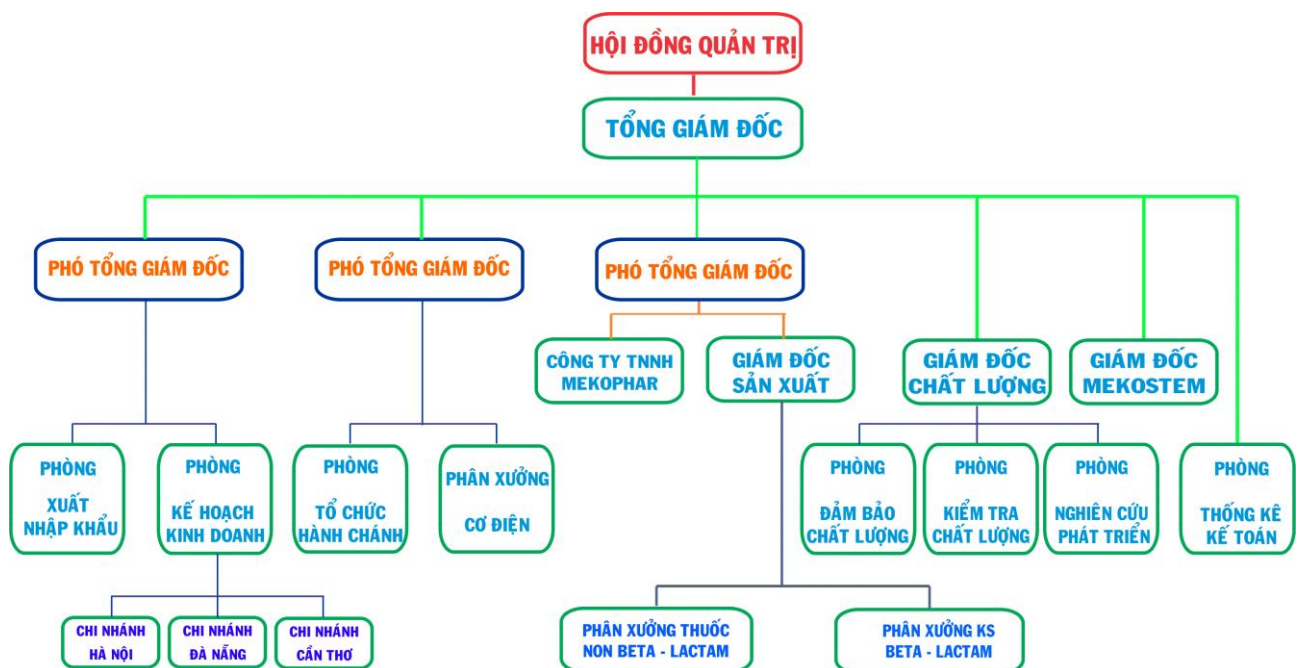 HỘI ĐỒNG QUẢN TRỊ
TỔNG GIÁM ĐỐC
PHÓ TỔNG GIÁM ĐỐC
PHÓ TỔNG GIÁM ĐỐC
PHÓ TỔNG GIÁM ĐỐC
CÔNG TY TNNH
MEKOPHAR
GIÁM ĐỐC
SẢN XUẤT
GIÁM ĐỐC
CHẤT LƯỢNG
GIÁM ĐỐC
MEKOSTEM
PHÒNG
XUẤT
NHẬP KHẨU
PHÒNG
KẾ HOẠCH
KINH DOANH
PHÒNG
TỔ CHỨC
HÀNH CHÁNH
PHÂN XƯỞNG
CƠ ĐIỆN
PHÒNG
ĐẢM BẢO
CHẤT LƯỢNG
PHÒNG
KIỂM TRA
CHẤT LƯỢNG
PHÒNG
NGHIÊN CỨU
PHÁT TRIỂN
PHÒNG
THỐNG KÊ
KẾ TOÁN
CHI NHÁNH
HÀ NỘI
CHI NHÁNH
ĐÀ NẴNG
CHI NHÁNH
CẦN THƠ
PHÂN XƯỞNG THUỐC
NON BETA - LACTAM
PHÂN XƯỞNG KS
BETA - LACTAM